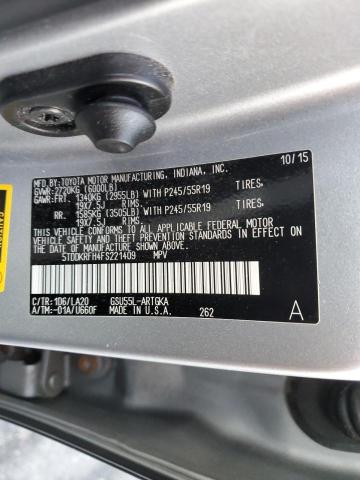 MFD.BY:TOYOTA MOTOR MANUFACTURING, INDIANA, INC. 10/15
GVWR:2720KG (6000LB)
GAWR:FRT. 1340KG (2955LB) WITH P245/55R19 TIRES,
19X7.5J
RR. 1585KG (3505LB) WITH P245/55R19 TIRES,
19X7.5J
THIS VEHICLE CONFORMS TO ALL APPLICABLE FEDERAL MOTOR
VEHICLE SAFETY AND THEFT PREVENTION STANDARDS IN
EFFECT ON THE DATE OF MANUFACTURE SHOWN ABOVE.
5TDDKRFH4FS221409 MPV
C/TR:1D6/LA20 GSU55L-ARTGKA
A/TM:-01A/U660F MADE IN U.S.A. 262 A